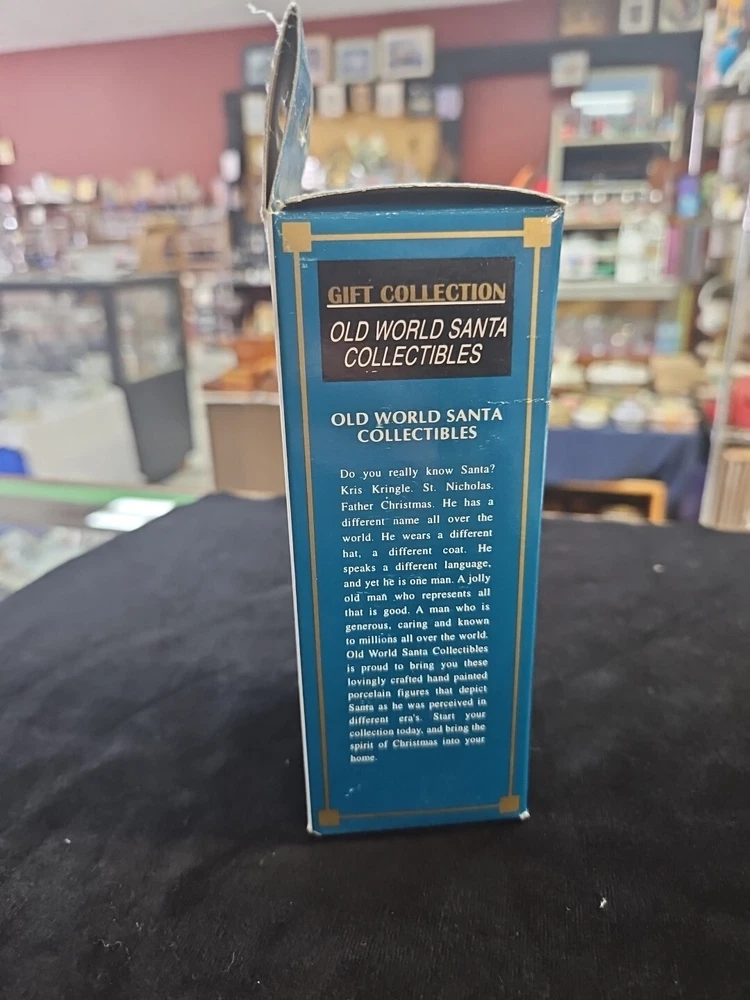 GIFT COLLECTION
OLD WORLD SANTA
COLLECTIBLES
OLD WORLD SANTA
COLLECTIBLES
Do you really know Santa?
Kris Kringle. St. Nicholas.
Father Christmas. He has a
different name all over the
world. He wears a different
hat, a different coat. He
speaks a different language,
and yet he is one man. A jolly
old man who represents all
that is good. A man who is
generous, caring and known
to millions all over the world.
Old World Santa Collectibles
is proud to bring you these
lovingly crafted hand painted
porcelain figures that depict
Santa as he was perceived in
different era's. Start your
collection today, and bring the
spirit of Christmas into your
home.